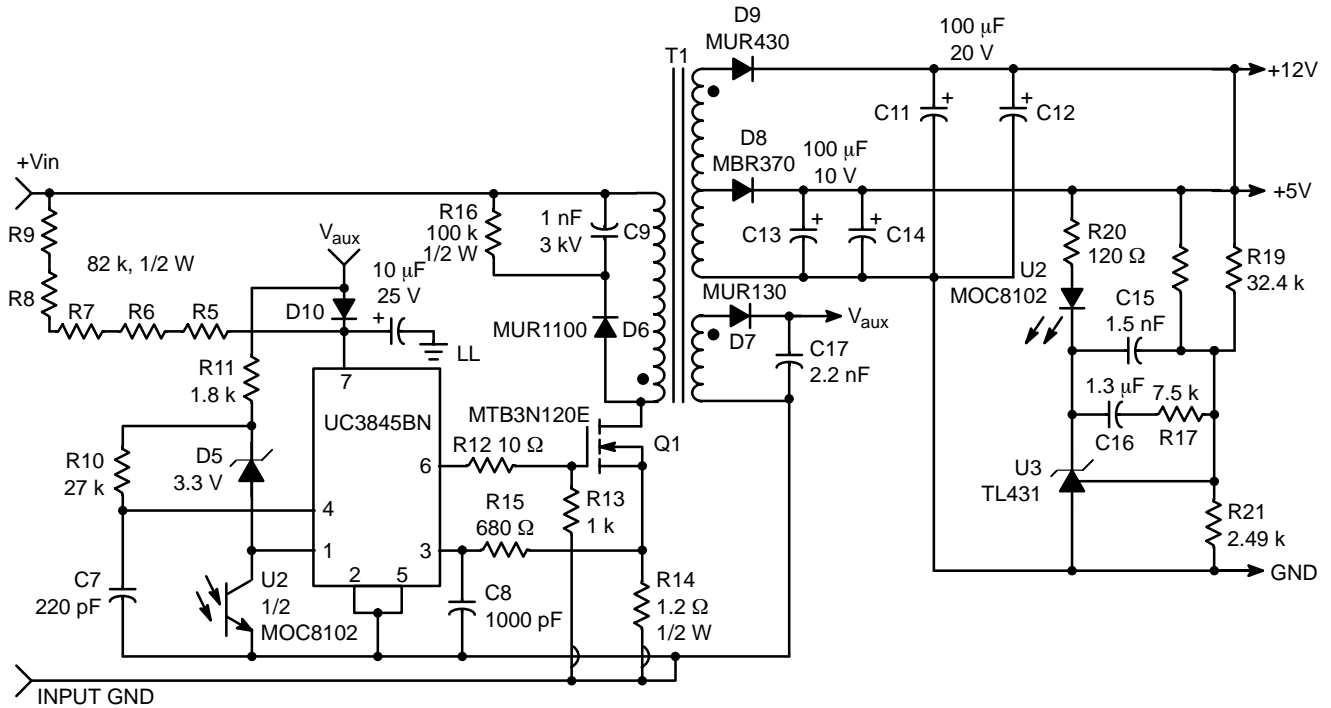 D9
MUR430
100 μF
20 V
T1
+12V
C11
+
C12
+
D8
MBR370
100 μF
10 V
+5V
+Vin
R9
R8
82 k, 1/2 W
R7
R6
R5
Vaux
10 μF
25 V
D10
+
LL
R16
100 k
1/2 W
1 nF
3 kV
C9
C13
+
C14
+
R20
120 Ω
U2
MOC8102
R19
32.4 k
C15
1.5 nF
MUR1100
D6
MUR130
D7
Vaux
C17
2.2 nF
R11
1.8 k
7
UC3845BN
MTB3N120E
Q1
1.3 μF
C16
7.5 k
R17
R10
27 k
D5
3.3 V
6
R12 10 Ω
U3
TL431
R13
1 k
R15
680 Ω
4
1
3
2
5
R21
2.49 k
C7
220 pF
U2
1/2
MOC8102
C8
1000 pF
R14
1.2 Ω
1/2 W
GND
INPUT GND